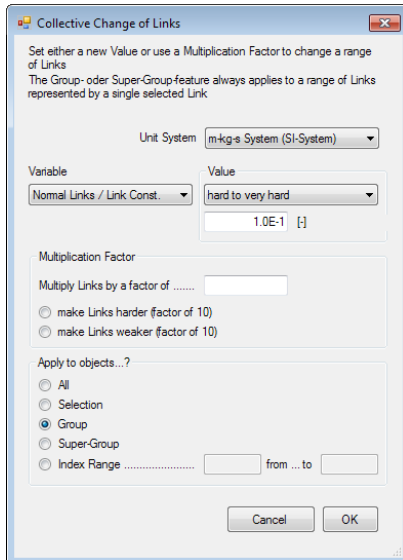 Collective Change of Links
Set either a new Value or use a Multiplication Factor to change a range
of Links
The Group- oder Super-Group-feature always applies to a range of Links
represented by a single selected Link
Unit System m-kg-s System (SI-System)
Variable Value
Normal Links / Link Const. hard to very hard
1.0E-1 [-]
Multiplication Factor
Multiply Links by a factor of .......
make Links harder (factor of 10)
make Links weaker (factor of 10)
Apply to objects...?
All
Selection
Group
Super-Group
Index Range ........................ from ... to
Cancel OK